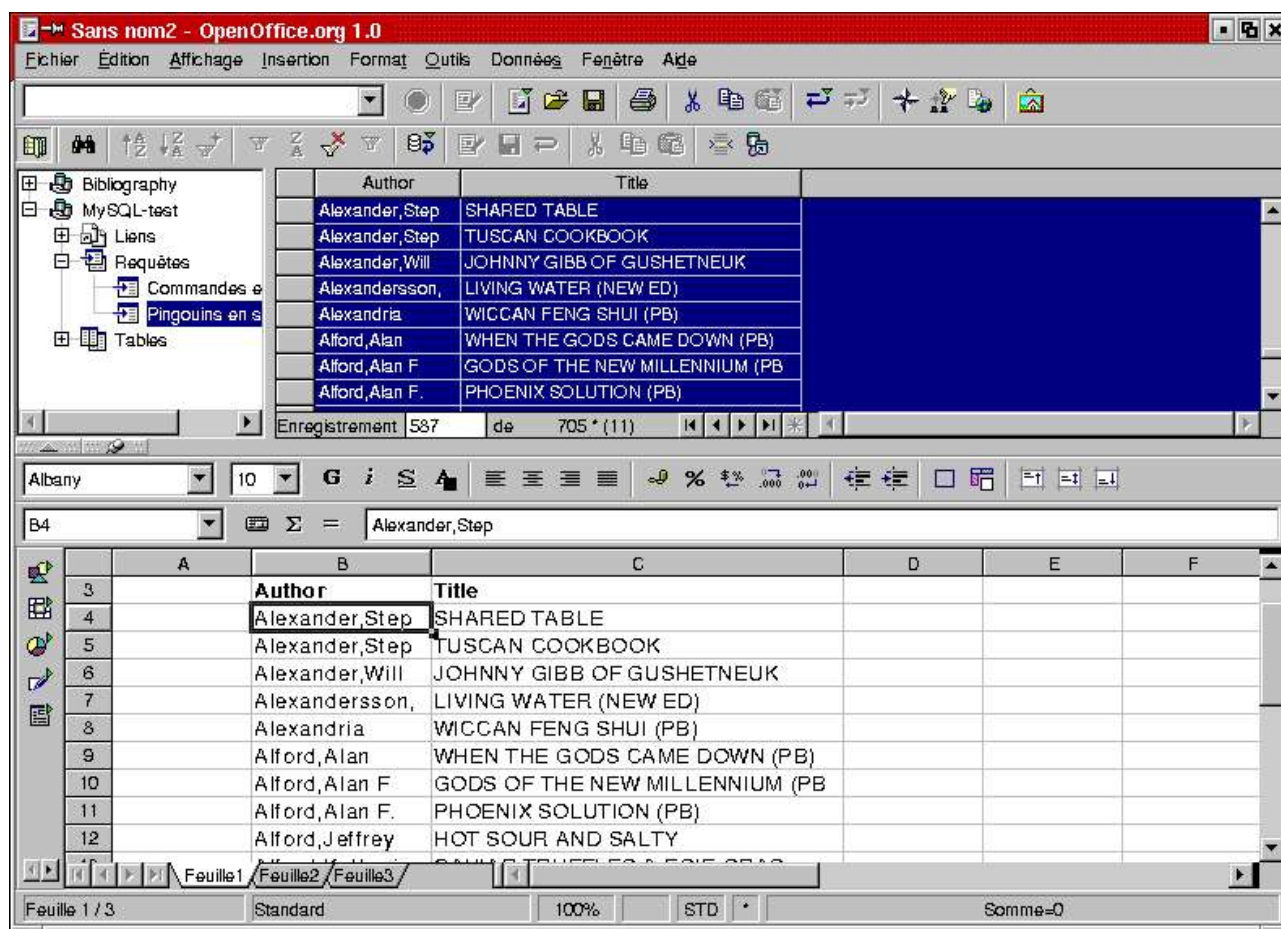 Sans nom2 - OpenOffice.org 1.0
Fichier Édition Affichage Insertion Format Outils Données Fenêtre Aide
Bibliography
MySQL-test
Liens
Requêtes
Commandes e
Pingouins en s
Tables
Author Title
Alexander,Step SHARED TABLE
Alexander,Step TUSCAN COOKBOOK
Alexander,Will JOHNNY GIBB OF GUSHETNEUK
Alexandersson, LIVING WATER (NEW ED)
Alexandria WICCAN FENG SHUI (PB)
Alford,Alan WHEN THE GODS CAME DOWN (PB)
Alford,Alan F GODS OF THE NEW MILLENNIUM (PB
Alford,Alan F. PHOENIX SOLUTION (PB)
Enregistrement 587 de 705 * (11)
Albany 10 G i S A % $% .000 .000
B4 Σ = Alexander,Step
A B C D E F
3 Author Title
4 Alexander,Step SHARED TABLE
5 Alexander,Step TUSCAN COOKBOOK
6 Alexander,Will JOHNNY GIBB OF GUSHETNEUK
7 Alexandersson, LIVING WATER (NEW ED)
8 Alexandria WICCAN FENG SHUI (PB)
9 Alford,Alan WHEN THE GODS CAME DOWN (PB)
10 Alford,Alan F GODS OF THE NEW MILLENNIUM (PB
11 Alford,Alan F. PHOENIX SOLUTION (PB)
12 Alford,Jeffrey HOT SOUR AND SALTY
Feuille1 Feuille2 Feuille3
Feuille 1 / 3 Standard 100% STD * Somme=0